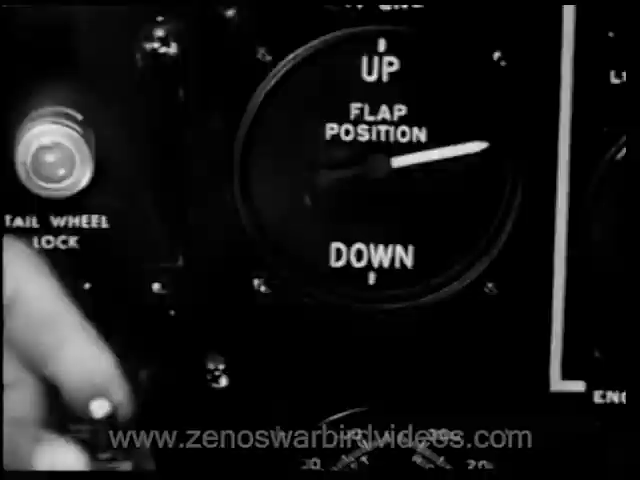 UP
FLAP
POSITION
TAIL WHEEL
LOCK
DOWN
www.zenoswarbirdvideos.com